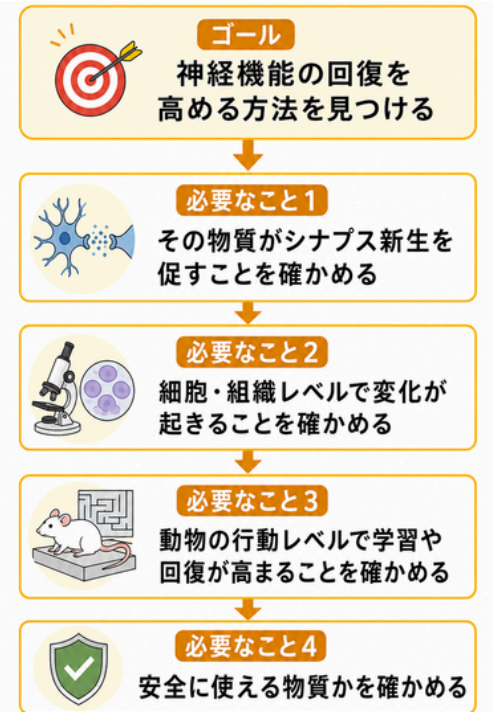 ゴール
神経機能の回復を
高める方法を見つける
必要なこと1
その物質がシナプス新生を
促すことを確かめる
必要なこと2
細胞・組織レベルで変化が
起きることを確かめる
必要なこと3
動物の行動レベルで学習や
回復が高まることを確かめる
必要なこと4
安全に使える物質かを確かめる